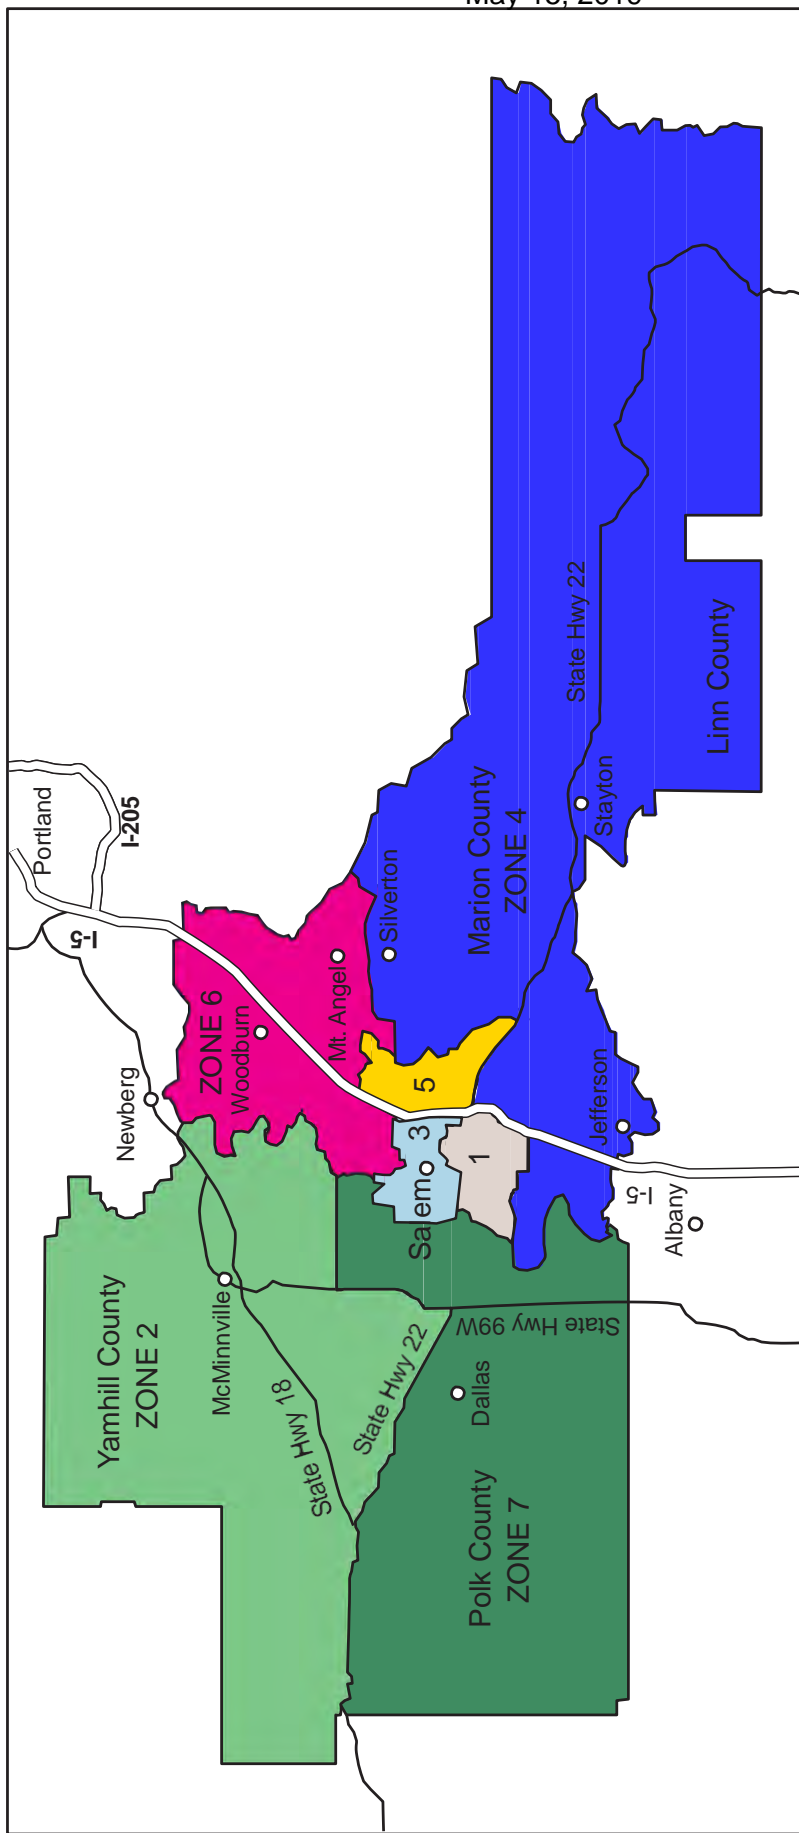 Portland
I-205
I-5
Newberg
ZONE 6
Woodburn
Mt. Angel
Silverton
Marion County
ZONE 4
State Hwy 22
Stayton
Linn County
5
3
1
Salem
Jefferson
I-5
Albany
Yamhill County
ZONE 2
McMinnville
State Hwy 18
State Hwy 22
State Hwy 99W
Dallas
Polk County
ZONE 7